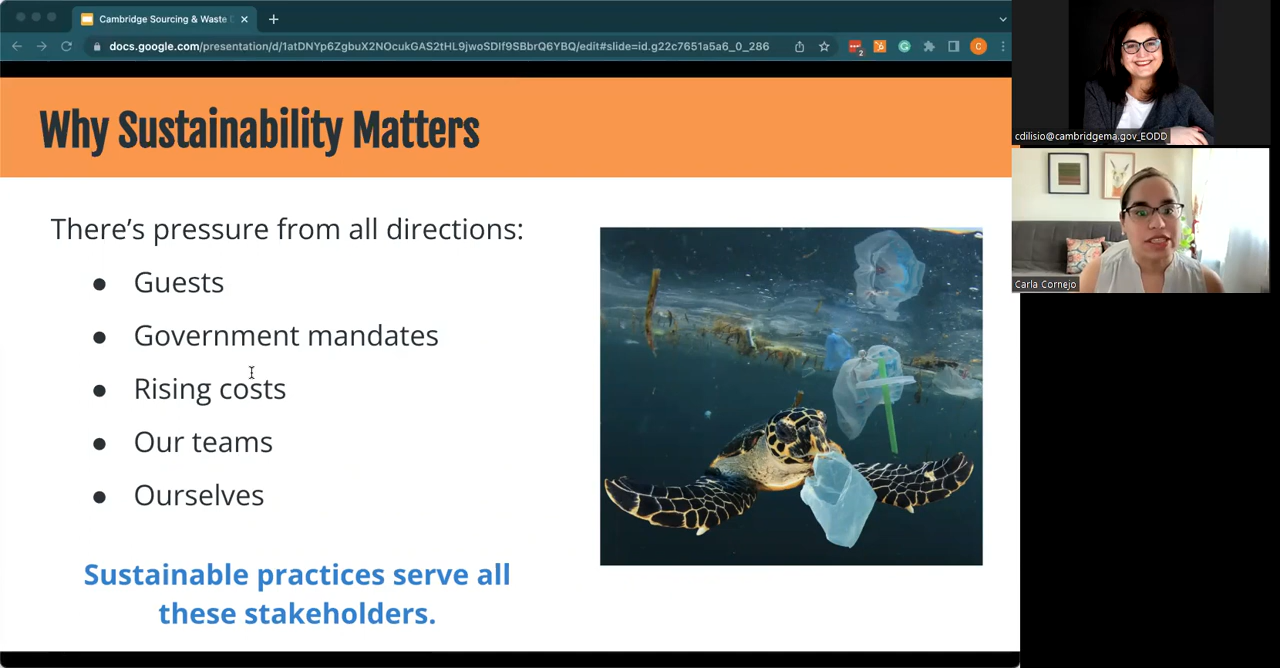 Cambridge Sourcing & Waste
docs.google.com/presentation/d/1atDNYp6ZgbuX2NOcukGAS2tHL9jwoSDIf9SBbrQ6YBQ/edit#slide=id.g22c7651a5a6_0_286
2
C
Why Sustainability Matters
There’s pressure from all directions:
● Guests
● Government mandates
● Rising costs
● Our teams
● Ourselves
Sustainable practices serve all
these stakeholders.
cdilisio@cambridgema.gov_EODD
Carla Cornejo